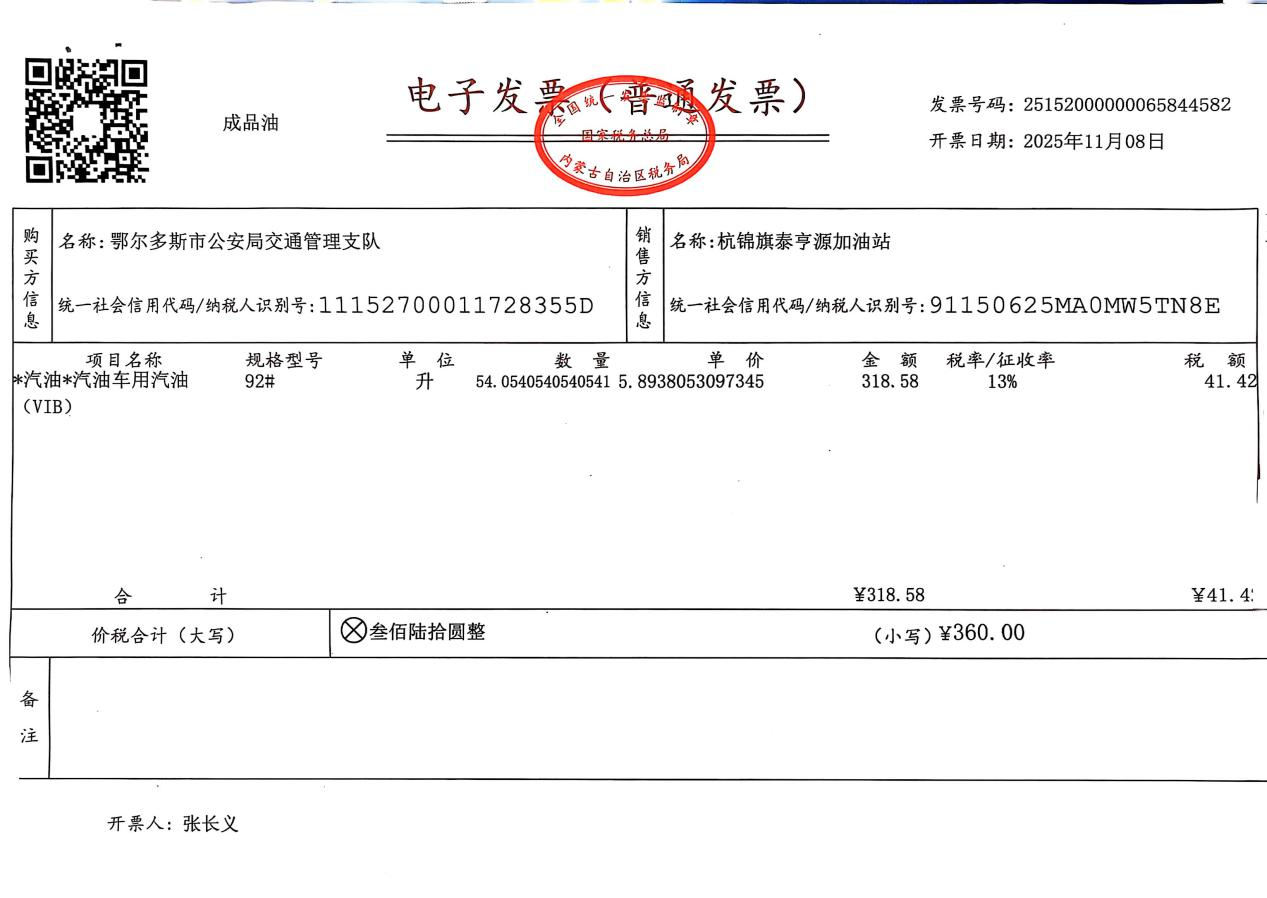 电子发票（普通发票）
全国统一发票监制章
国家税务总局
内蒙古自治区税务局
成品油
发票号码：25152000000065844582
开票日期：2025年11月08日
购买方信息
名称：鄂尔多斯市公安局交通管理支队
统一社会信用代码/纳税人识别号：11152700011728355D
销售方信息
名称：杭锦旗泰亨源加油站
统一社会信用代码/纳税人识别号：91150625MA0MW5TN8E
项目名称 规格型号 单 位 数 量 单 价 金 额 税率/征收率 税 额
*汽油*汽油车用汽油 92# 升 54.0540540540541 5.8938053097345 318.58 13% 41.42
（VIB）
合 计 ¥318.58 ¥41.4
价税合计（大写） ⊗叁佰陆拾圆整 （小写）¥360.00
备注
开票人：张长义